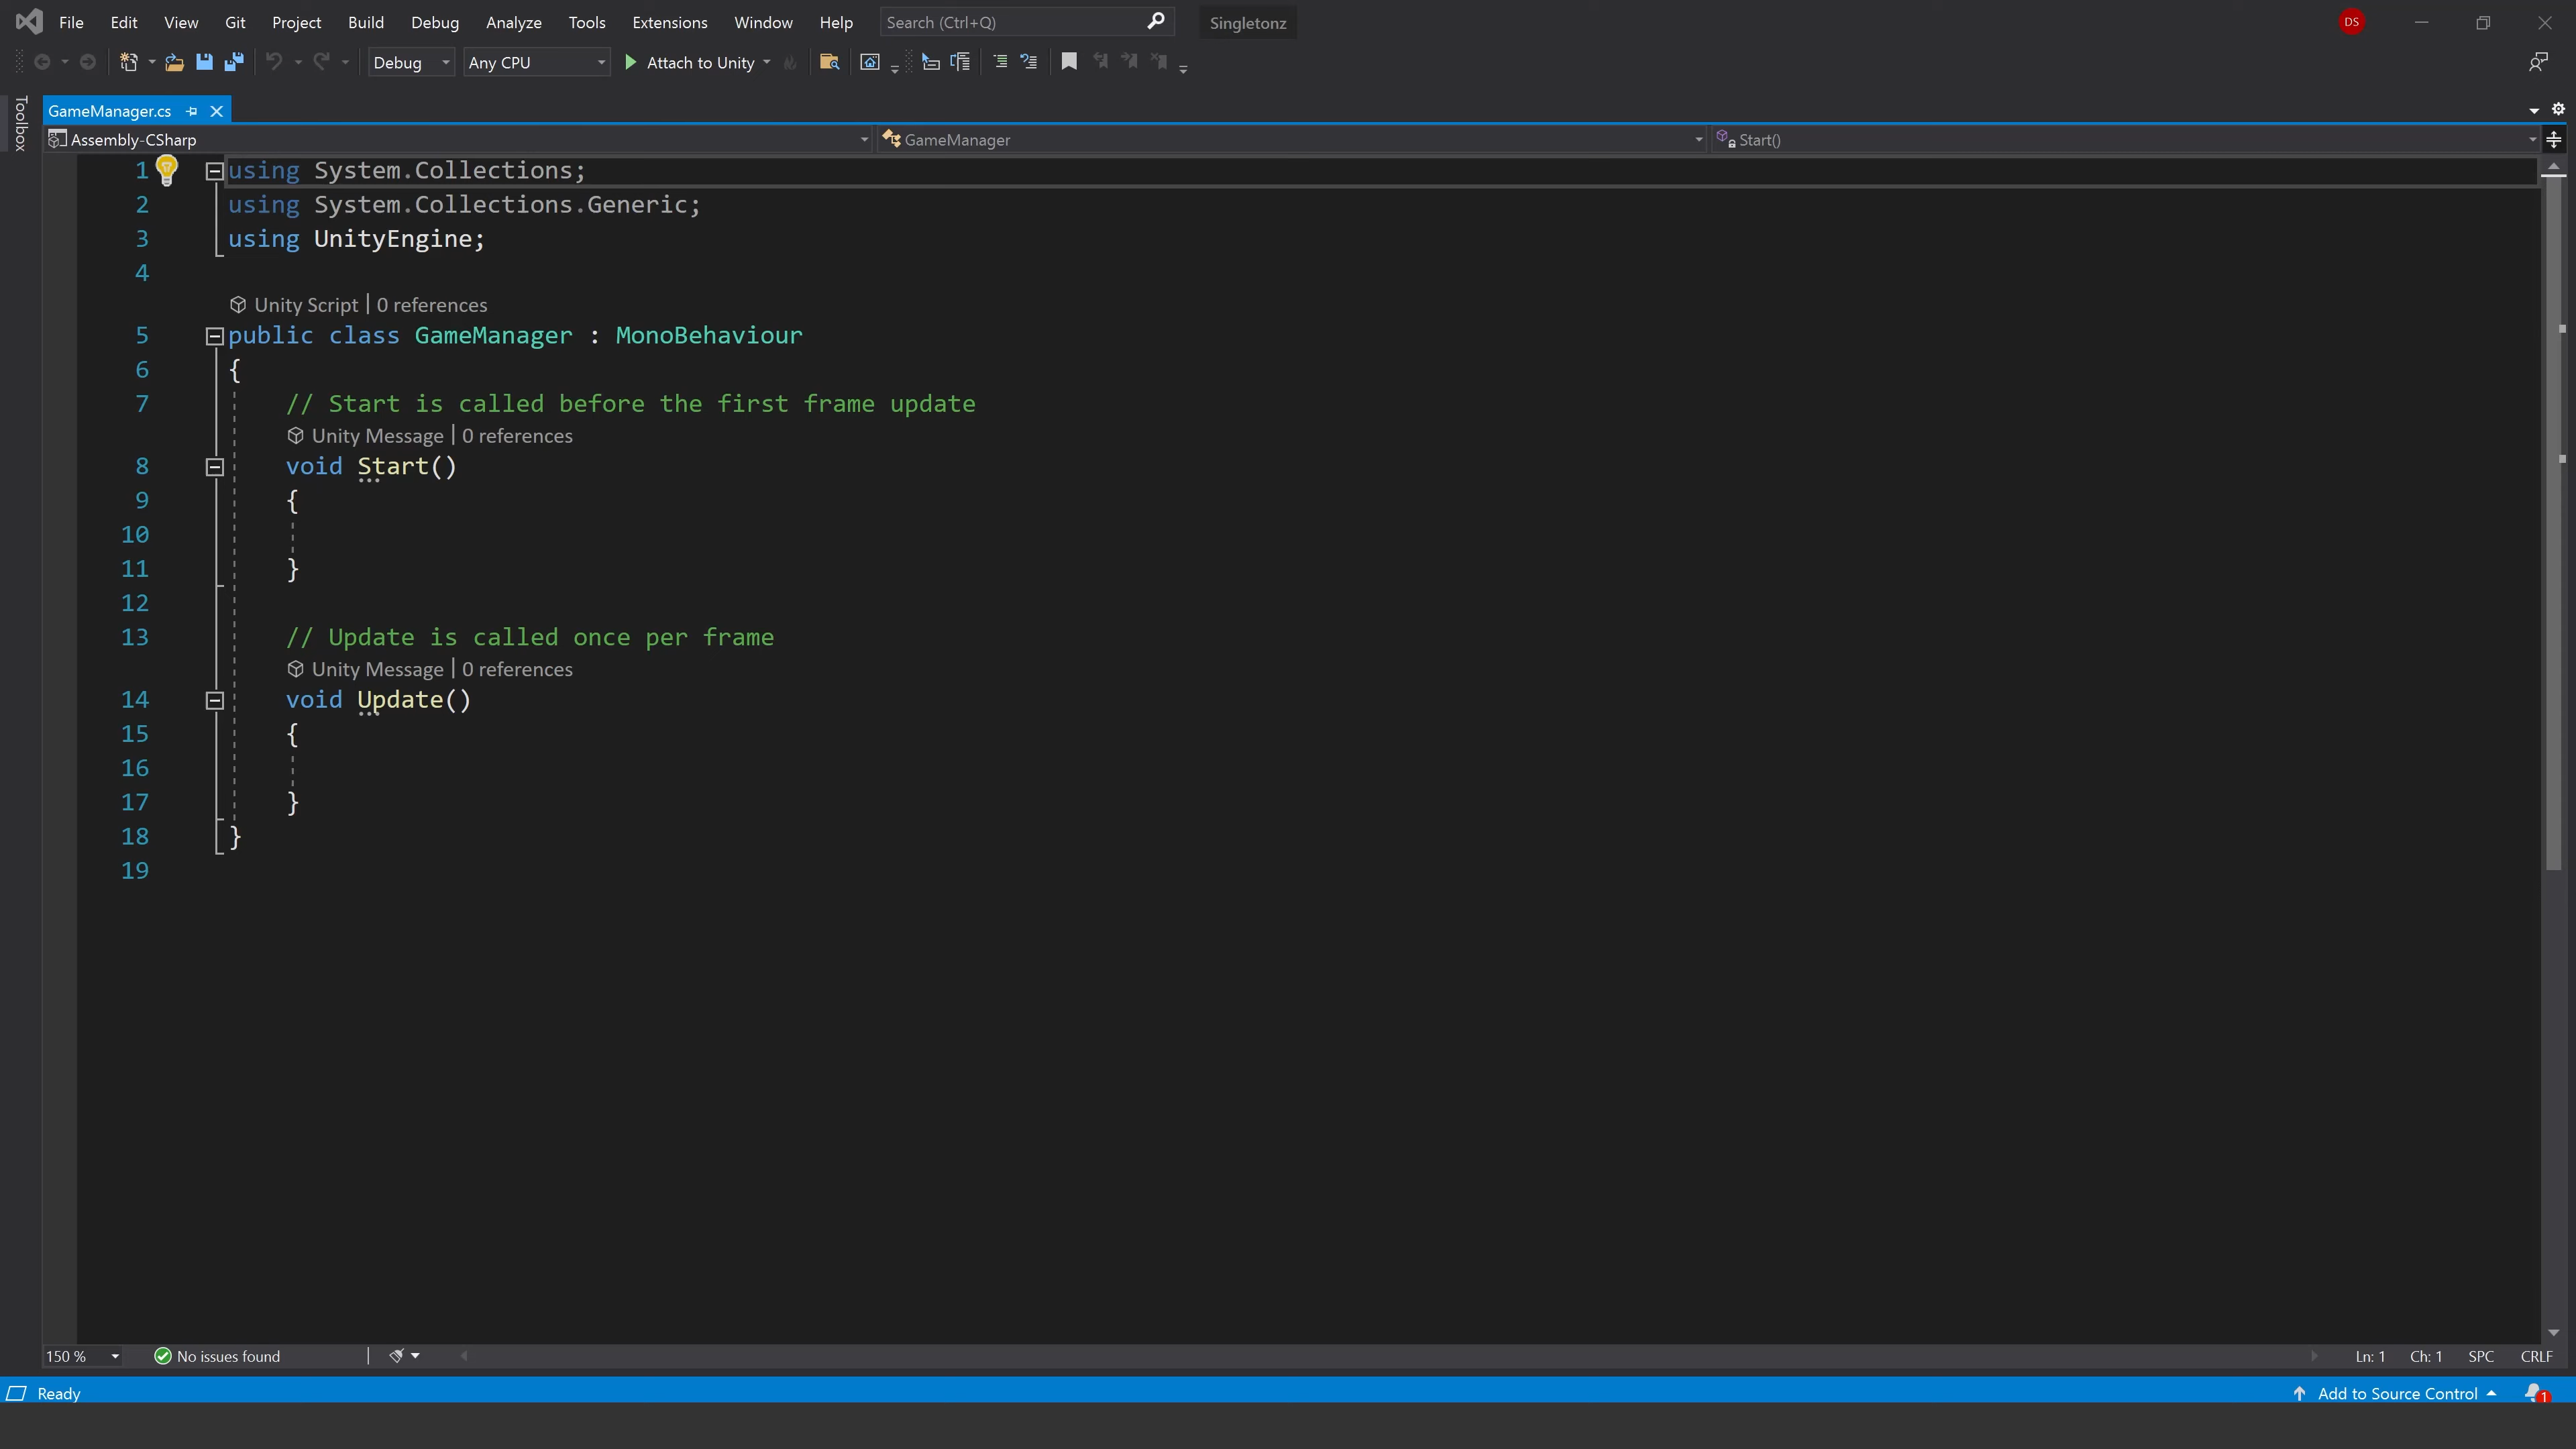 File Edit View Git Project Build Debug Analyze Tools Extensions Window Help Search (Ctrl+Q) Singletonz DS
Debug Any CPU Attach to Unity
Toolbox
GameManager.cs
Assembly-CSharp GameManager Start()
1 using System.Collections;
2 using System.Collections.Generic;
3 using UnityEngine;
4
Unity Script | 0 references
5 public class GameManager : MonoBehaviour
6 {
7 // Start is called before the first frame update
Unity Message | 0 references
8 void Start()
9 {
10
11 }
12
13 // Update is called once per frame
Unity Message | 0 references
14 void Update()
15 {
16
17 }
18 }
19
150 % No issues found Ln: 1 Ch: 1 SPC CRLF
Ready Add to Source Control 1